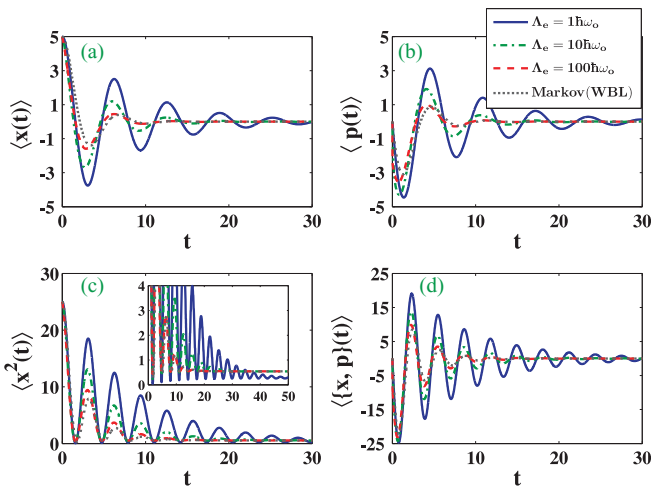 (a)
⟨x(t)⟩
5
3
1
-1
-3
-5
0 10 20 30
t
(b)
⟨p(t)⟩
5
3
1
-1
-3
-5
0 10 20 30
t
Λe = 1ħωo
Λe = 10ħωo
Λe = 100ħωo
Markov(WBL)
(c)
⟨x²(t)⟩
30
20
10
0
0 10 20 30
t
4
3
2
1
0
0 10 20 30 40 50
(d)
⟨{x, p}(t)⟩
25
15
5
-5
-15
-25
0 10 20 30
t